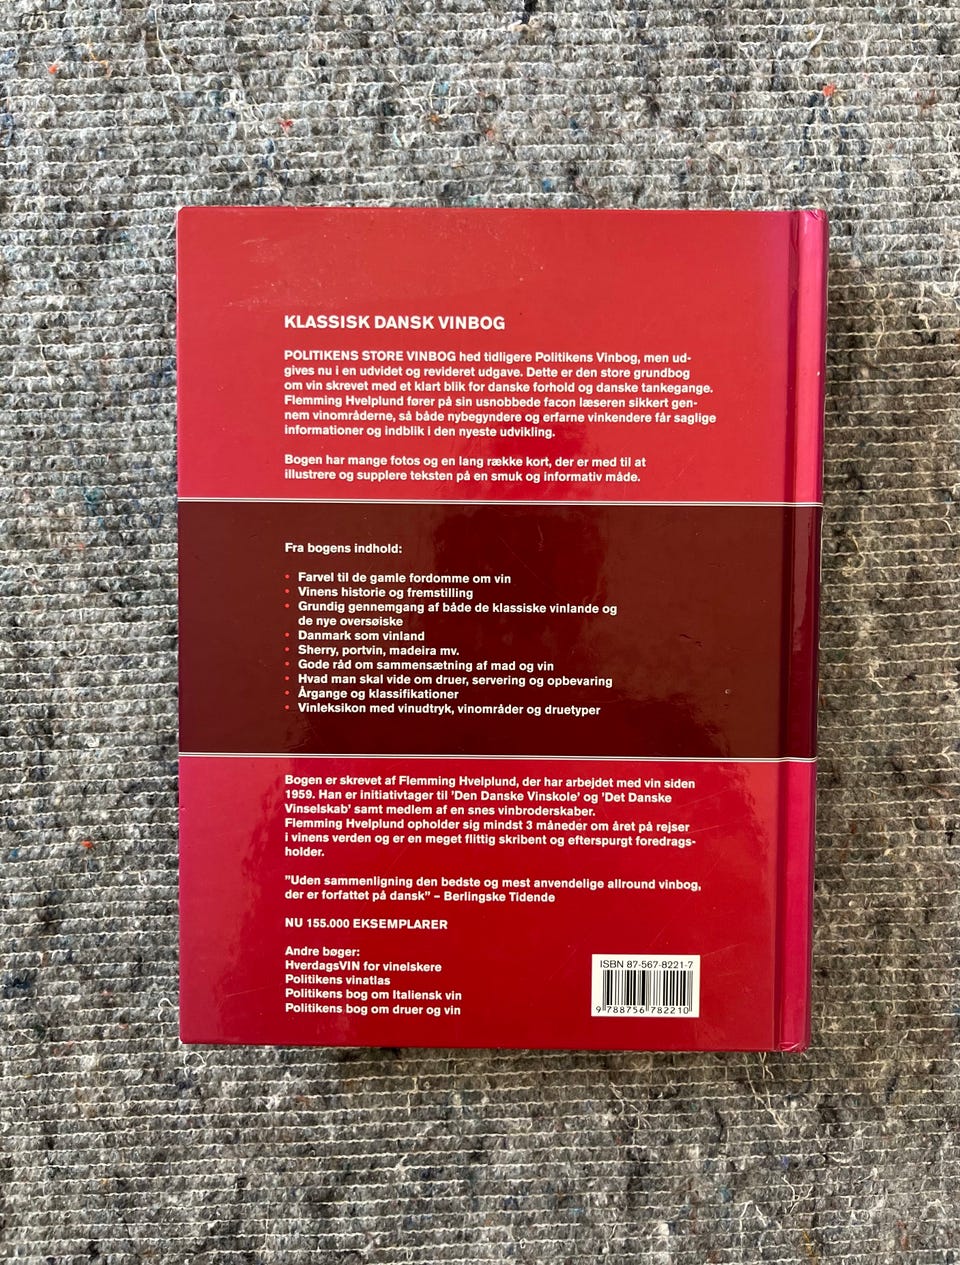 KLASSISK DANSK VINBOG
POLITIKENS STORE VINBOG hed tidligere Politikens Vinbog, men ud-
gives nu i en udvidet og revideret udgave. Dette er den store grundbog
om vin skrevet med et klart blik for danske forhold og danske tankegange.
Flemming Hvelplund fører på sin usnobbede facon læseren sikkert gen-
nem vinområderne, så både nybegyndere og erfarne vinkendere får saglige
informationer og indblik i den nyeste udvikling.
Bogen har mange fotos og en lang række kort, der er med til at
illustrere og supplere teksten på en smuk og informativ måde.
Fra bogens indhold:
• Farvel til de gamle fordomme om vin
• Vinens historie og fremstilling
• Grundig gennemgang af både de klassiske vinlande og
de nye oversøiske
• Danmark som vinland
• Sherry, portvin, madeira mv.
• Gode råd om sammensætning af mad og vin
• Hvad man skal vide om druer, servering og opbevaring
• Årgange og klassifikationer
• Vinleksikon med vinudtryk, vinområder og druetyper
Bogen er skrevet af Flemming Hvelplund, der har arbejdet med vin siden
1959. Han er initiativtager til ’Den Danske Vinskole’ og ’Det Danske
Vinselskab’ samt medlem af en snes vinbroderskaber.
Flemming Hvelplund opholder sig mindst 3 måneder om året på rejser
i vinens verden og er en meget flittig skribent og efterspurgt foredrags-
holder.
”Uden sammenligning den bedste og mest anvendelige allround vinbog,
der er forfattet på dansk” – Berlingske Tidende
NU 155.000 EKSEMPLARER
Andre bøger:
HverdagsVIN for vinelskere
Politikens vinatlas
Politikens bog om Italiensk vin
Politikens bog om druer og vin
ISBN 87-567-8221-7
9 788756 782210